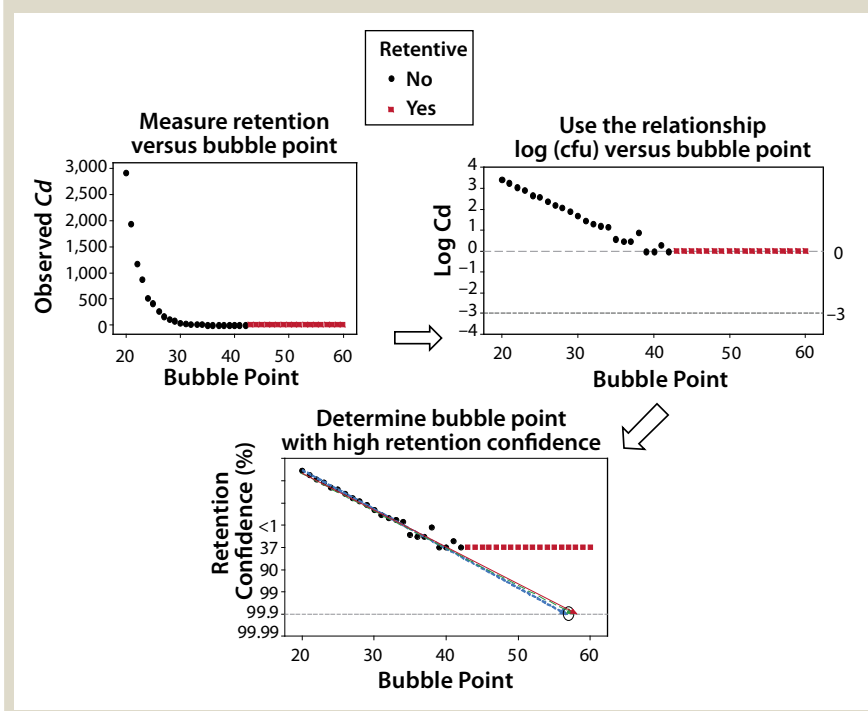 Retentive
No
Yes
Measure retention
versus bubble point
Observed Cd
3,000
2,500
2,000
1,500
1,000
500
0
20 30 40 50 60
Bubble Point
Use the relationship
log (cfu) versus bubble point
Log Cd
4
3
2
1
0
−1
−2
−3
−4
0
−3
20 30 40 50 60
Bubble Point
Determine bubble point
with high retention confidence
Retention
Confidence (%)
<1
37
90
99
99.9
99.99
20 30 40 50 60
Bubble Point